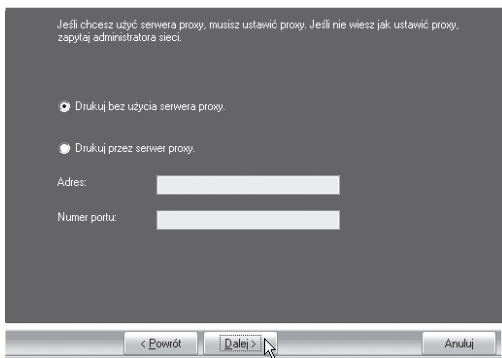 Jeśli chcesz użyć serwera proxy, musisz ustawić proxy. Jeśli nie wiesz jak ustawić proxy,
zapytaj administratora sieci.
Drukuj bez użycia serwera proxy.
Drukuj przez serwer proxy.
Adres:
Numer portu:
< Powrót
Dalej >
Anuluj